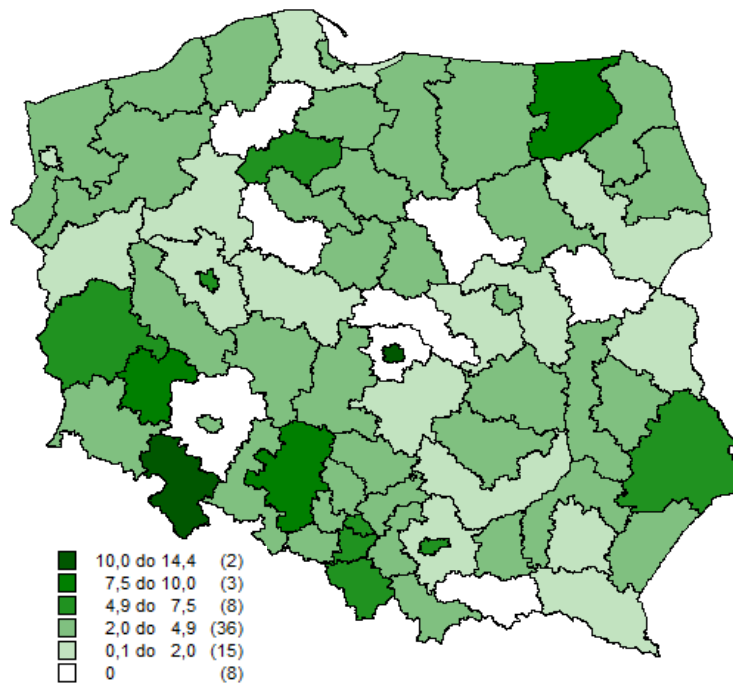 10,0 do 14,4 (2)
7,5 do 10,0 (3)
4,9 do 7,5 (8)
2,0 do 4,9 (36)
0,1 do 2,0 (15)
0 (8)